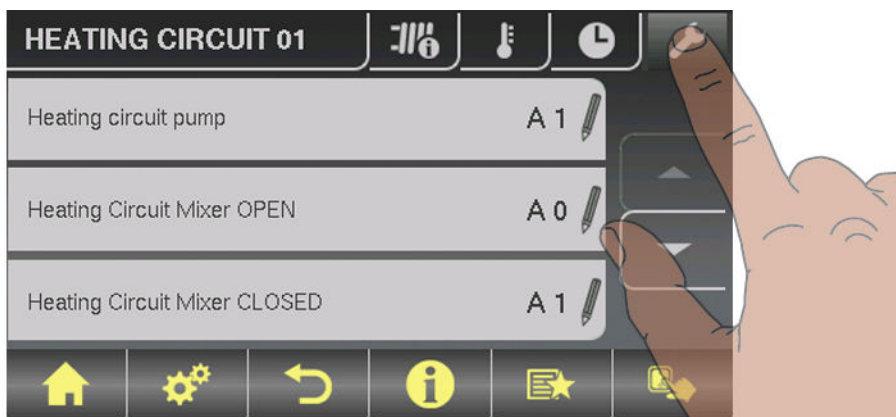 HEATING CIRCUIT 01
Heating circuit pump A 1
Heating Circuit Mixer OPEN A 0
Heating Circuit Mixer CLOSED A 1